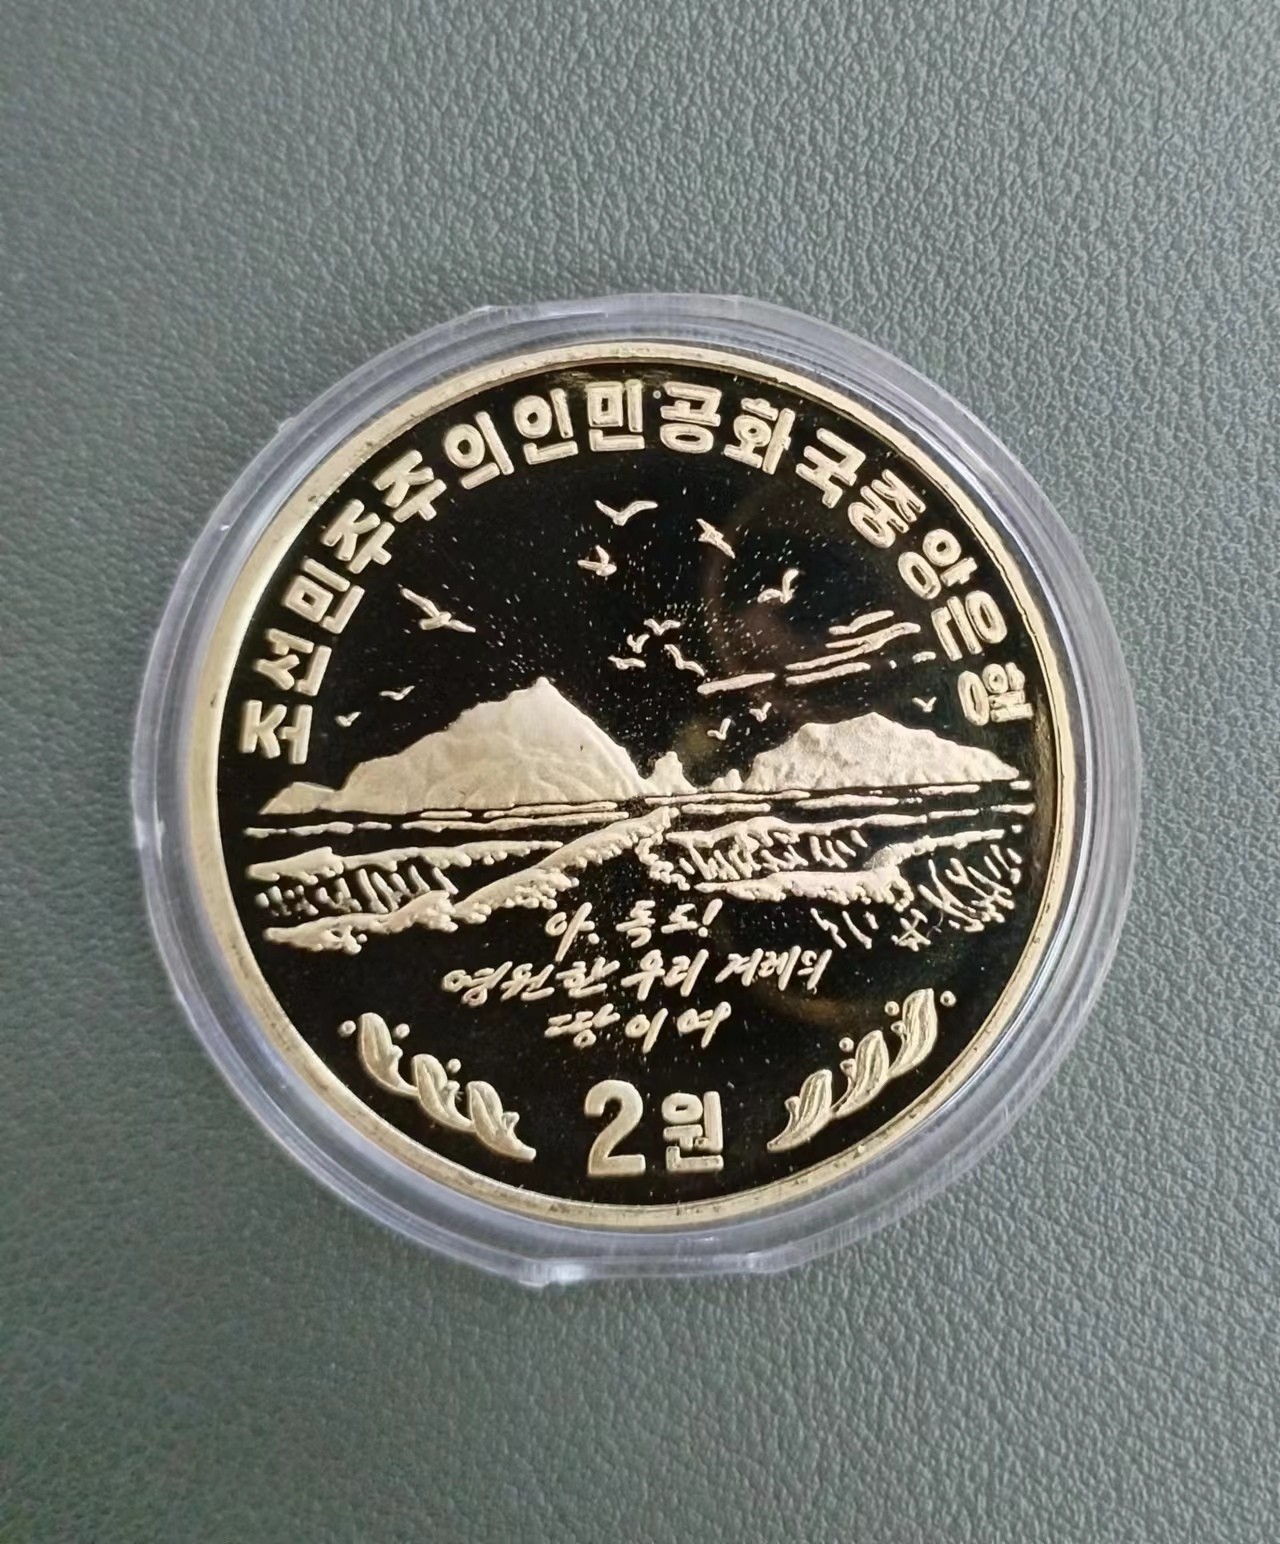 조선민주주의인민공화국중앙은행
아, 독도!
영원한 우리 겨레의
땅이여
2원